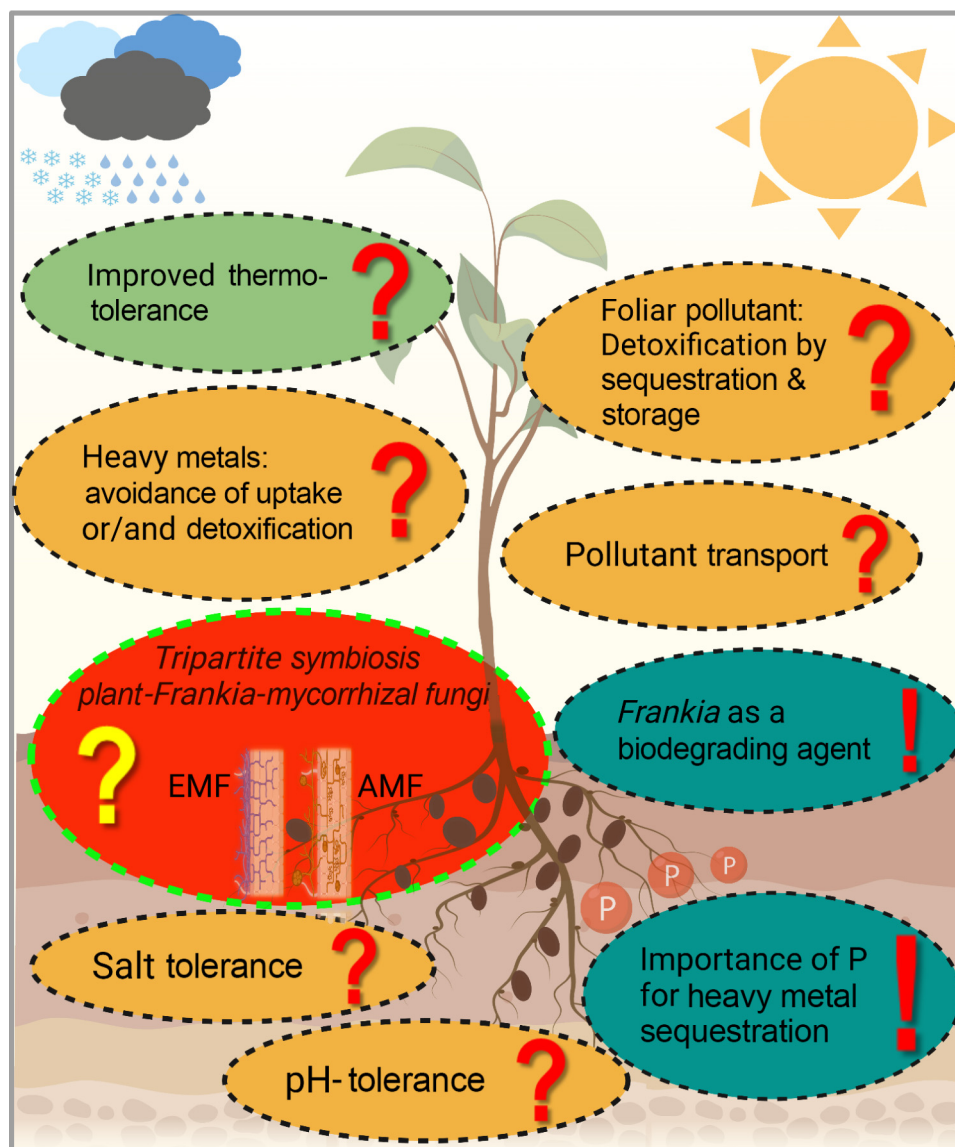 Improved thermo-
tolerance
?
Foliar pollutant:
Detoxification by
sequestration &
storage
?
Heavy metals:
avoidance of uptake
or/and detoxification
?
Pollutant transport
?
Tripartite symbiosis
plant-Frankia-mycorrhizal fungi
?
EMF
AMF
Frankia as a
biodegrading agent
!
P
P
P
Salt tolerance
?
Importance of P
for heavy metal
sequestration
!
pH- tolerance
?